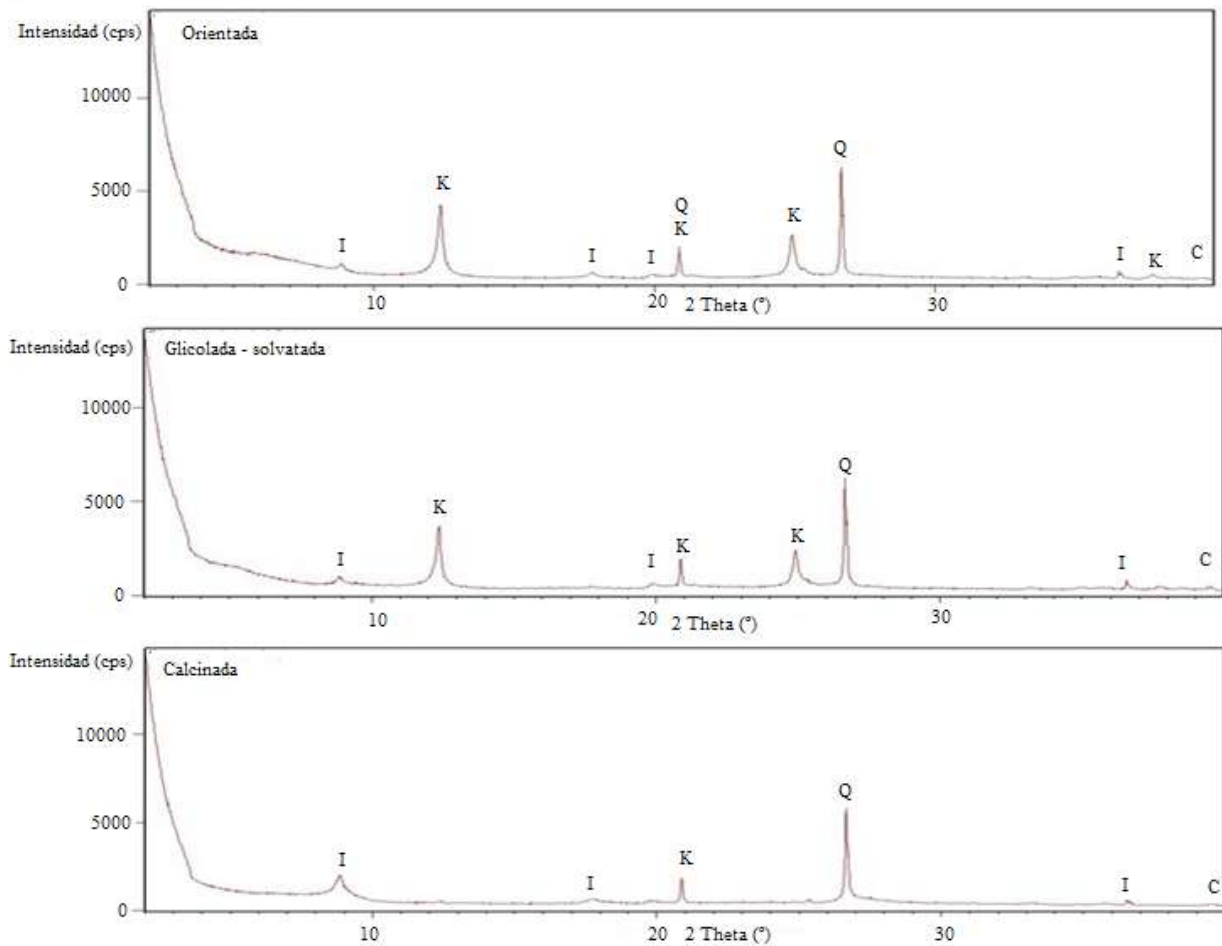 Intensidad (cps)
Orientada
10000
5000
0
I
K
I
I
Q
K
K
Q
I
K
C
10
20
2 Theta (°)
30
Intensidad (cps)
Glicolada - solvatada
10000
5000
0
I
K
I
K
K
Q
I
C
10
20
2 Theta (°)
30
Intensidad (cps)
Calcinada
10000
5000
0
I
I
K
Q
I
C
10
20
2 Theta (°)
30